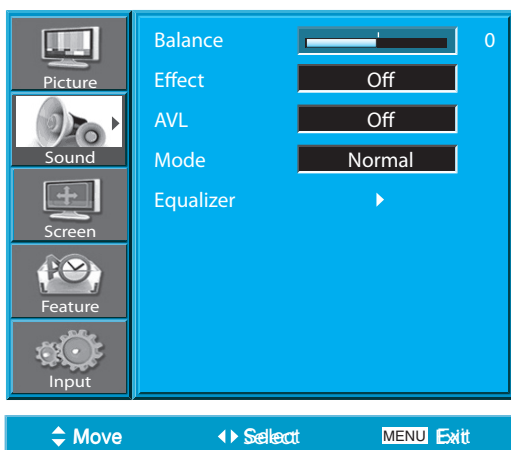 Picture
Sound
Screen
Feature
Input
Balance 0
Effect Off
AVL Off
Mode Normal
Equalizer
Move Select MENU Exit